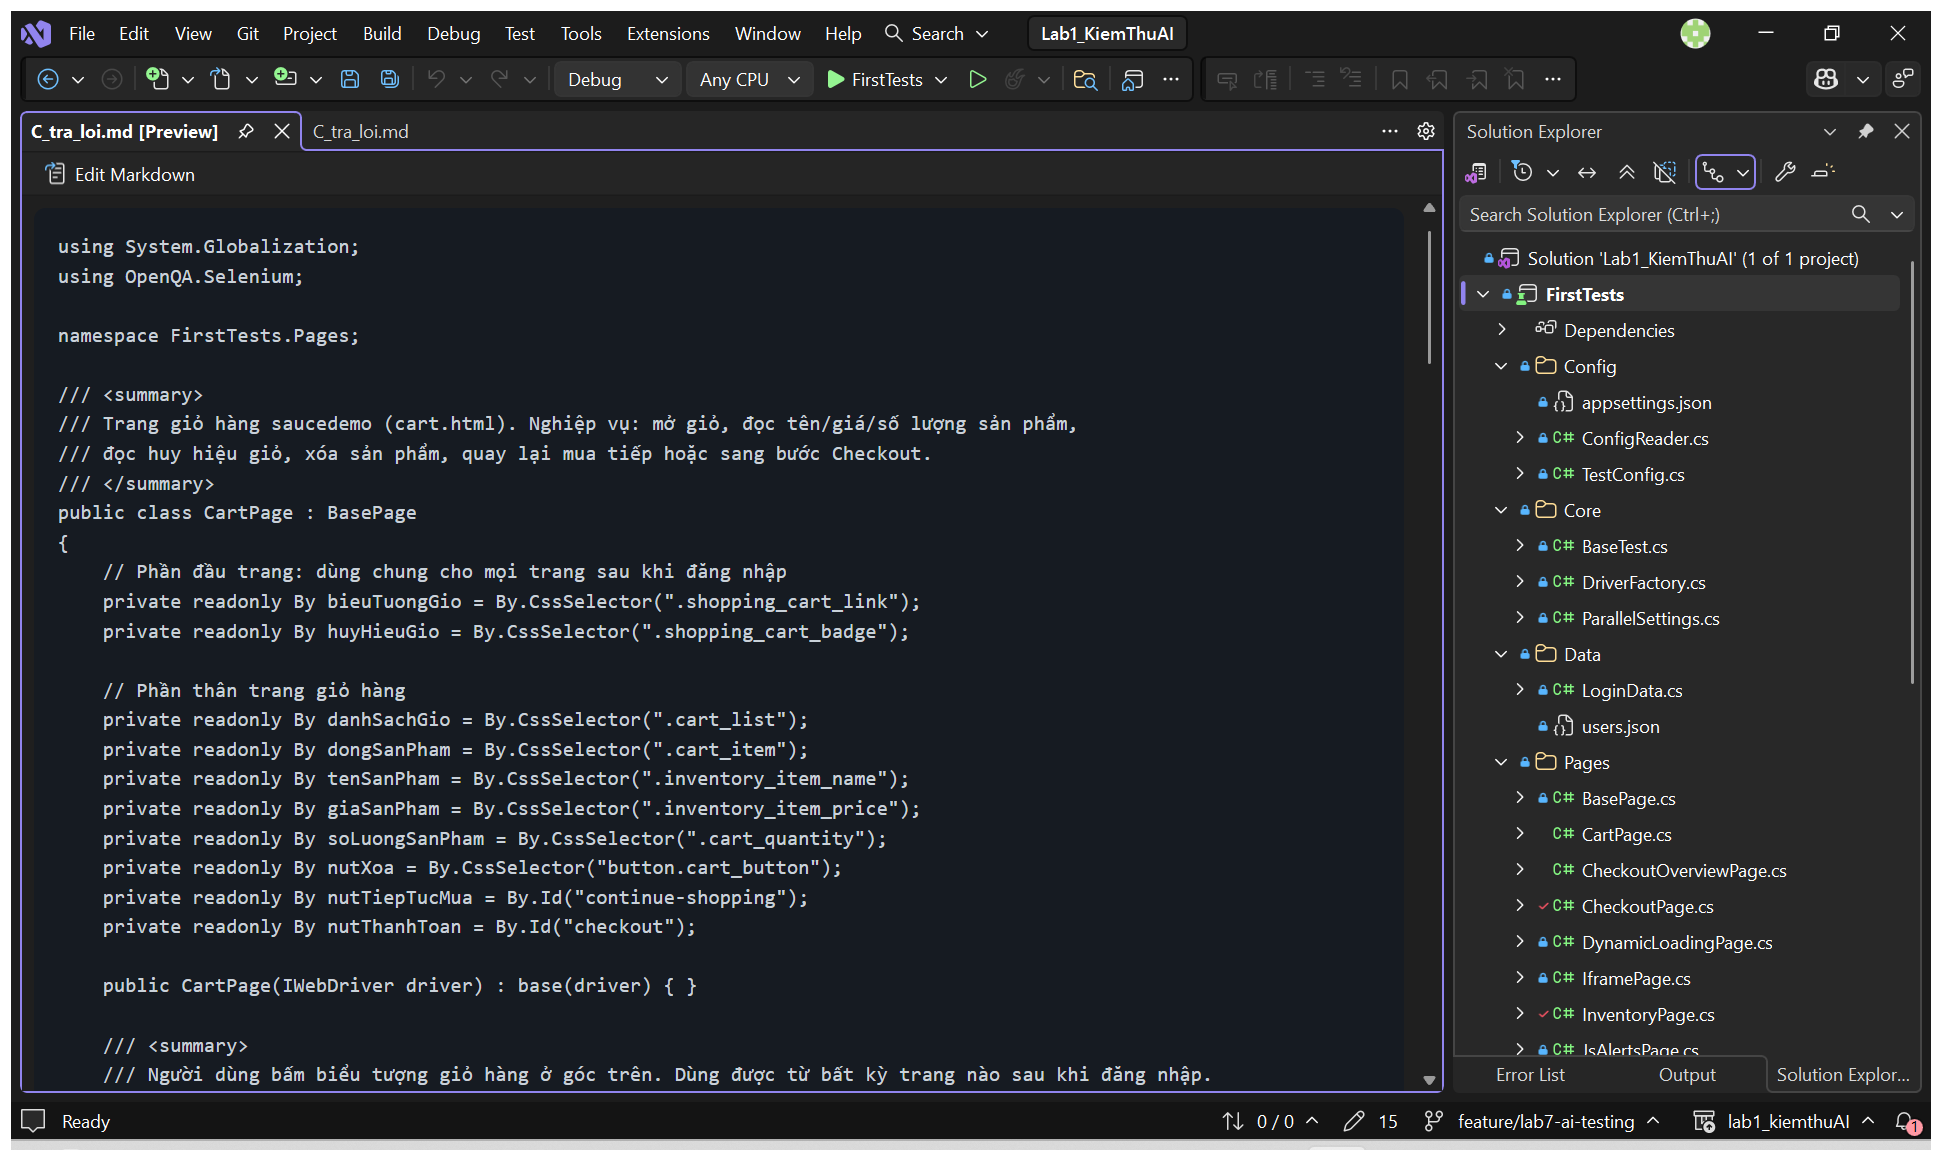 File Edit View Git Project Build Debug Test Tools Extensions Window Help Search Lab1_KiemThuAI
Debug Any CPU FirstTests
C_tra_loi.md [Preview] C_tra_loi.md
Edit Markdown
using System.Globalization;
using OpenQA.Selenium;
namespace FirstTests.Pages;
/// <summary>
/// Trang giỏ hàng saucedemo (cart.html). Nghiệp vụ: mở giỏ, đọc tên/giá/số lượng sản phẩm,
/// đọc huy hiệu giỏ, xóa sản phẩm, quay lại mua tiếp hoặc sang bước Checkout.
/// </summary>
public class CartPage : BasePage
{
// Phần đầu trang: dùng chung cho mọi trang sau khi đăng nhập
private readonly By bieuTuongGio = By.CssSelector(".shopping_cart_link");
private readonly By huyHieuGio = By.CssSelector(".shopping_cart_badge");
// Phần thân trang giỏ hàng
private readonly By danhSachGio = By.CssSelector(".cart_list");
private readonly By dongSanPham = By.CssSelector(".cart_item");
private readonly By tenSanPham = By.CssSelector(".inventory_item_name");
private readonly By giaSanPham = By.CssSelector(".inventory_item_price");
private readonly By soLuongSanPham = By.CssSelector(".cart_quantity");
private readonly By nutXoa = By.CssSelector("button.cart_button");
private readonly By nutTiepTucMua = By.Id("continue-shopping");
private readonly By nutThanhToan = By.Id("checkout");
public CartPage(IWebDriver driver) : base(driver) { }
/// <summary>
/// Người dùng bấm biểu tượng giỏ hàng ở góc trên. Dùng được từ bất kỳ trang nào sau khi đăng nhập.
Solution Explorer
Search Solution Explorer (Ctrl+;)
Solution 'Lab1_KiemThuAI' (1 of 1 project)
FirstTests
Dependencies
Config
appsettings.json
C# ConfigReader.cs
C# TestConfig.cs
Core
C# BaseTest.cs
C# DriverFactory.cs
C# ParallelSettings.cs
Data
C# LoginData.cs
users.json
Pages
C# BasePage.cs
C# CartPage.cs
C# CheckoutOverviewPage.cs
C# CheckoutPage.cs
C# DynamicLoadingPage.cs
C# IframePage.cs
C# InventoryPage.cs
C# JsAlertsPage.cs
Error List Output Solution Explor...
Ready 0 / 0 15 feature/lab7-ai-testing lab1_kiemthuAI 1